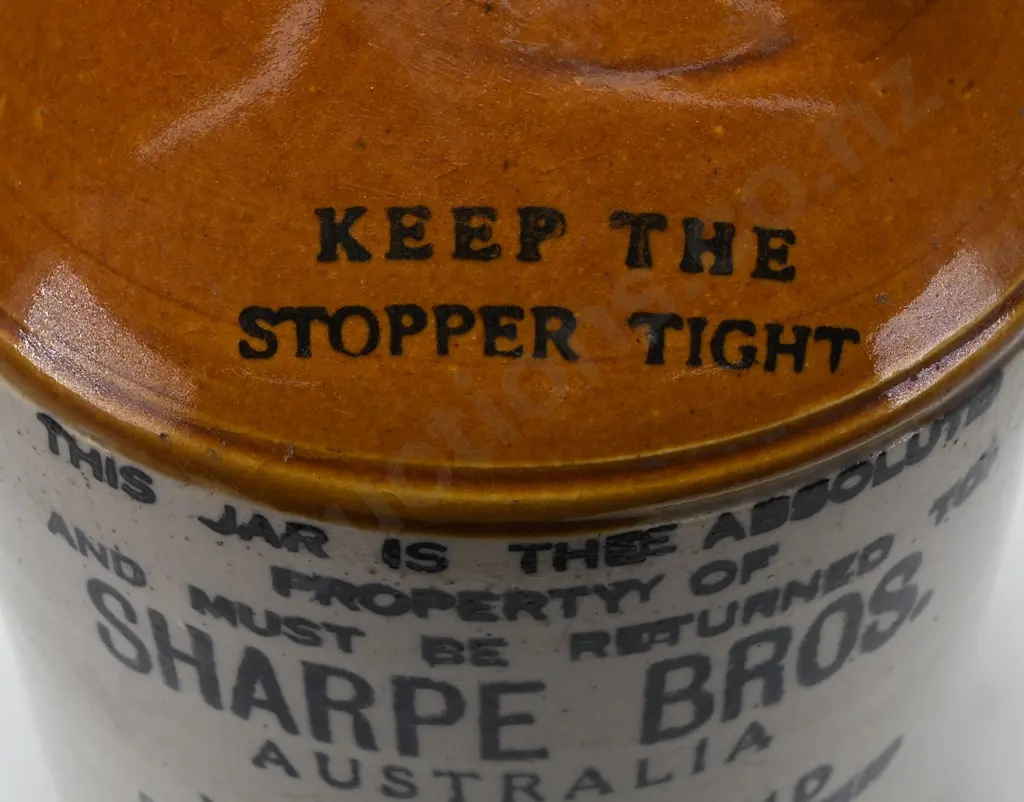 KEEP THE
STOPPER TIGHT
THIS JAR IS THE ABSOLUTE
PROPERTY OF
AND MUST BE RETURNED TO
SHARPE BROS.
AUSTRALIA